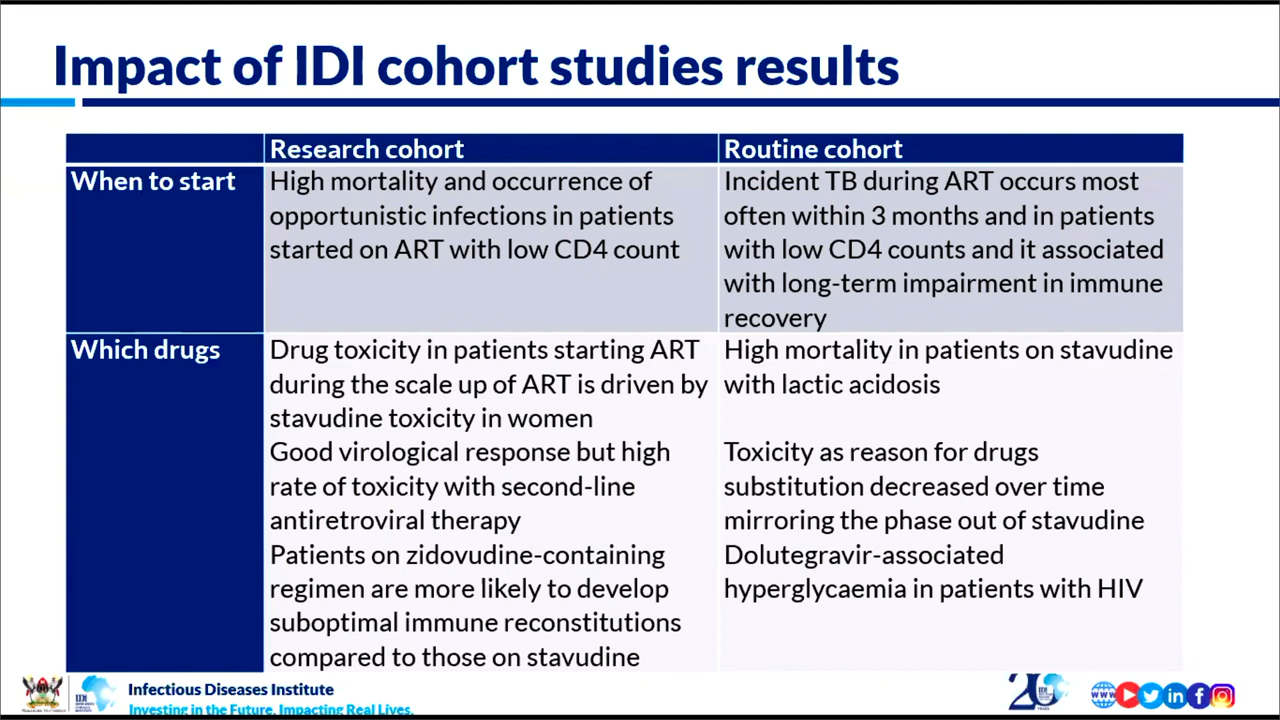 Impact of IDI cohort studies results
Research cohort
Routine cohort
When to start
High mortality and occurrence of
opportunistic infections in patients
started on ART with low CD4 count
Incident TB during ART occurs most
often within 3 months and in patients
with low CD4 counts and it associated
with long-term impairment in immune
recovery
Which drugs
Drug toxicity in patients starting ART
during the scale up of ART is driven by
stavudine toxicity in women
Good virological response but high
rate of toxicity with second-line
antiretroviral therapy
Patients on zidovudine-containing
regimen are more likely to develop
suboptimal immune reconstitutions
compared to those on stavudine
High mortality in patients on stavudine
with lactic acidosis
Toxicity as reason for drugs
substitution decreased over time
mirroring the phase out of stavudine
Dolutegravir-associated
hyperglycaemia in patients with HIV
Infectious Diseases Institute
Investing in the Future. Impacting Real Lives.
IDI
20